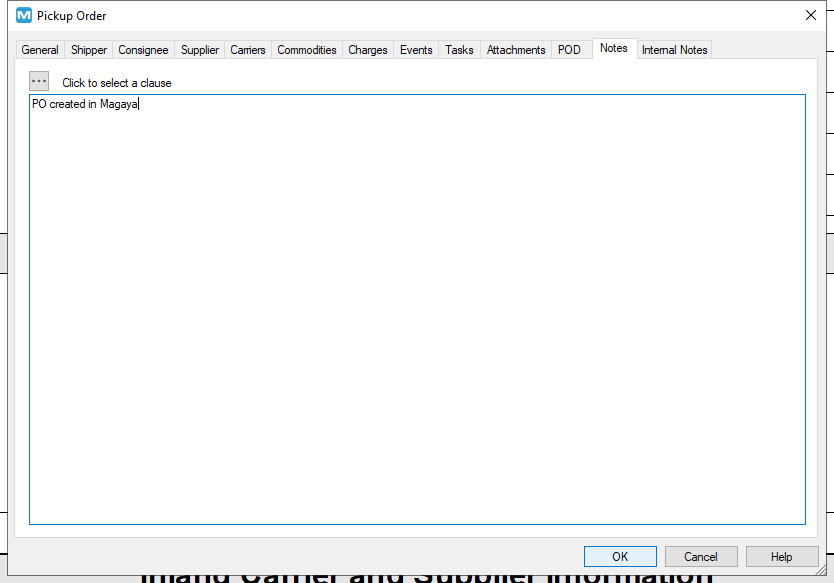 Pickup Order
General Shipper Consignee Supplier Carriers Commodities Charges Events Tasks Attachments POD Notes Internal Notes
... Click to select a clause
PO created in Magaya
OK Cancel Help
Inland Carrier and Supplier Information